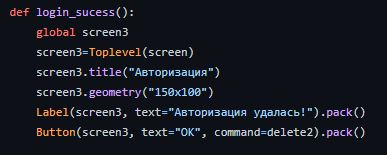 def login_sucess():
    global screen3
    screen3=Toplevel(screen)
    screen3.title("Авторизация")
    screen3.geometry("150x100")
    Label(screen3, text="Авторизация удалась!").pack()
    Button(screen3, text="OK", command=delete2).pack()